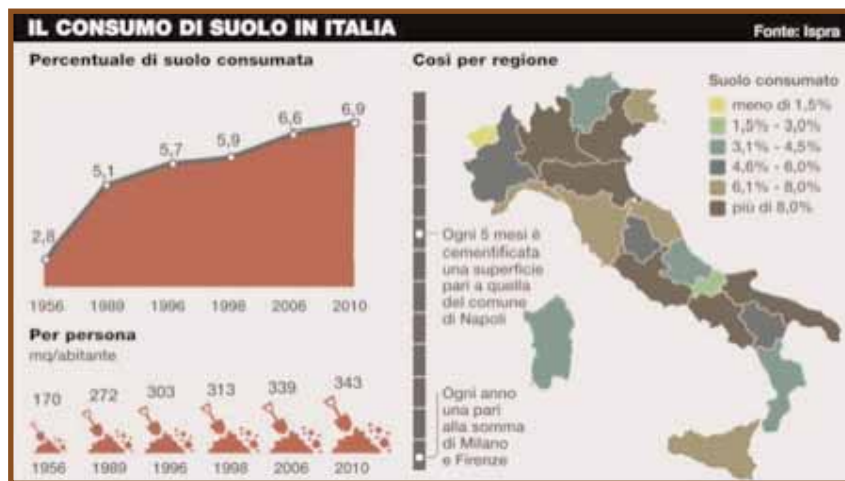 IL CONSUMO DI SUOLO IN ITALIA
Fonte: Ispra
Percentuale di suolo consumata
2,8
5,1
5,7
5,9
6,6
6,9
1956 1989 1996 1998 2006 2010
Per persona
mq/abitante
170 272 303 313 339 343
1956 1989 1996 1998 2006 2010
Così per regione
Suolo consumato
meno di 1,5%
1,5% - 3,0%
3,1% - 4,5%
4,6% - 6,0%
6,1% - 8,0%
più di 8,0%
Ogni 5 mesi è
cementificata
una superficie
pari a quella
del comune
di Napoli
Ogni anno
una pari
alla somma
di Milano
e Firenze